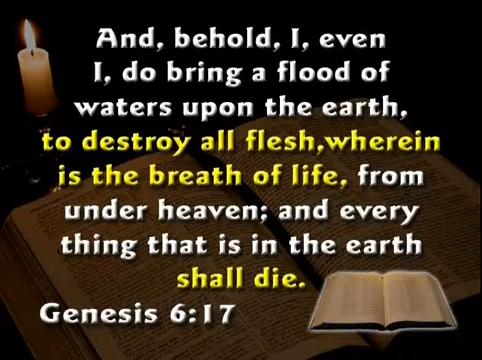 And, behold, I, even
I, do bring a flood of
waters upon the earth,
to destroy all flesh,wherein
is the breath of life, from
under heaven; and every
thing that is in the earth
shall die.
Genesis 6:17